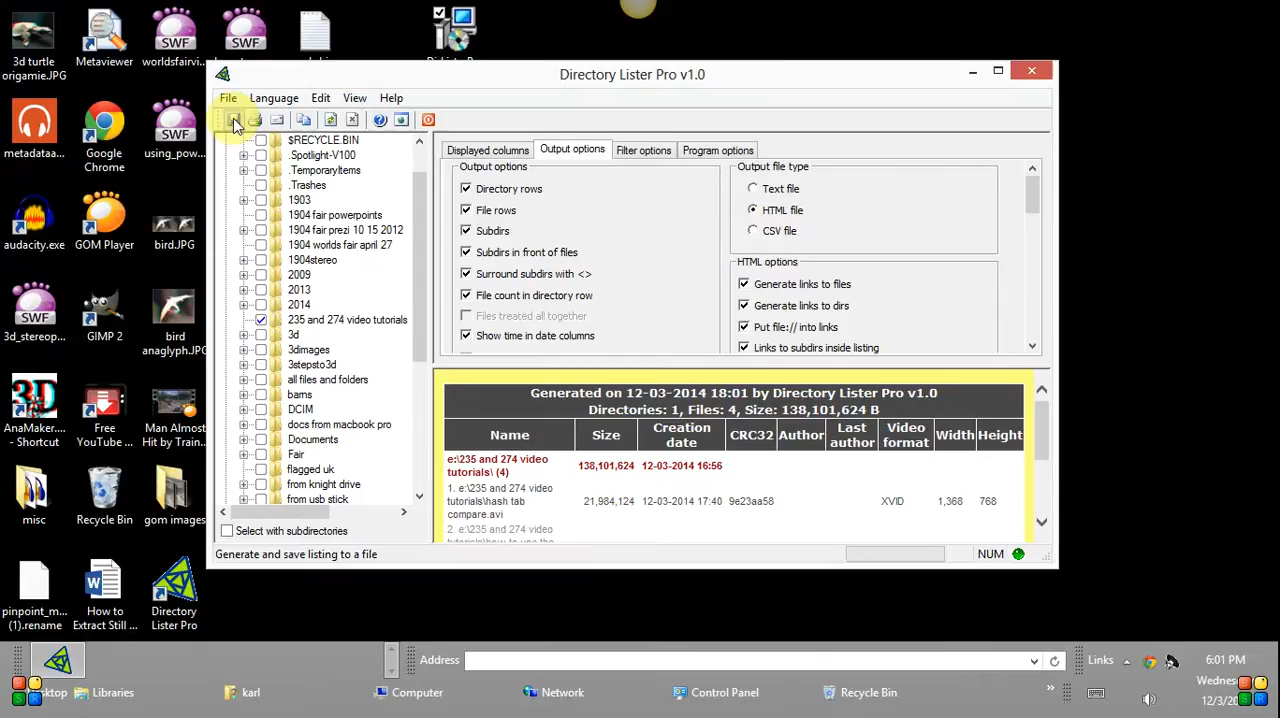 3d turtle
origamie.JPG
Metaviewer
SWF
worldsfairvi...
SWF
Directory Lister Pro v1.0
File Language Edit View Help
metadataa...
Google
Chrome
SWF
using_pow...
audacity.exe
GOM Player
bird.JPG
3d_stereop...
GIMP 2
bird
anaglyph.JPG
3D
AnaMaker....
- Shortcut
Free
YouTube ...
Man Almost
Hit by Train...
misc
Recycle Bin
gom images
pinpoint_m...
(1).rename
How to
Extract Still ...
Directory
Lister Pro
$RECYCLE.BIN
.Spotlight-V100
.TemporaryItems
.Trashes
1903
1904 fair powerpoints
1904 fair prezi 10 15 2012
1904 worlds fair april 27
1904stereo
2009
2013
2014
235 and 274 video tutorials
3d
3dimages
3stepsto3d
all files and folders
barns
DCIM
docs from macbook pro
Documents
Fair
flagged uk
from knight drive
from usb stick
Select with subdirectories
Generate and save listing to a file
Displayed columns Output options Filter options Program options
Output options
Directory rows
File rows
Subdirs
Subdirs in front of files
Surround subdirs with <>
File count in directory row
Files treated all together
Show time in date columns
Output file type
Text file
HTML file
CSV file
HTML options
Generate links to files
Generate links to dirs
Put file:// into links
Links to subdirs inside listing
Generated on 12-03-2014 18:01 by Directory Lister Pro v1.0
Directories: 1, Files: 4, Size: 138,101,624 B
Name Size Creation date CRC32 Author Last author Video format Width Height
e:\235 and 274 video
tutorials\ (4) 138,101,624 12-03-2014 16:56
1. e:\235 and 274 video
tutorials\hash tab
compare.avi 21,984,124 12-03-2014 17:40 9e23aa58 XVID 1,368 768
2. e:\235 and 274 video
NUM
Address
Links
6:01 PM
Libraries
karl
Computer
Network
Control Panel
Recycle Bin